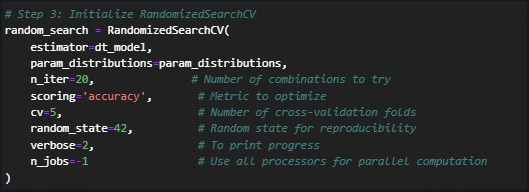 # Step 3: Initialize RandomizedSearchCV
random_search = RandomizedSearchCV(
    estimator=dt_model,
    param_distributions=param_distributions,
    n_iter=20,              # Number of combinations to try
    scoring='accuracy',      # Metric to optimize
    cv=5,                    # Number of cross-validation folds
    random_state=42,         # Random state for reproducibility
    verbose=2,               # To print progress
    n_jobs=-1                # Use all processors for parallel computation
)